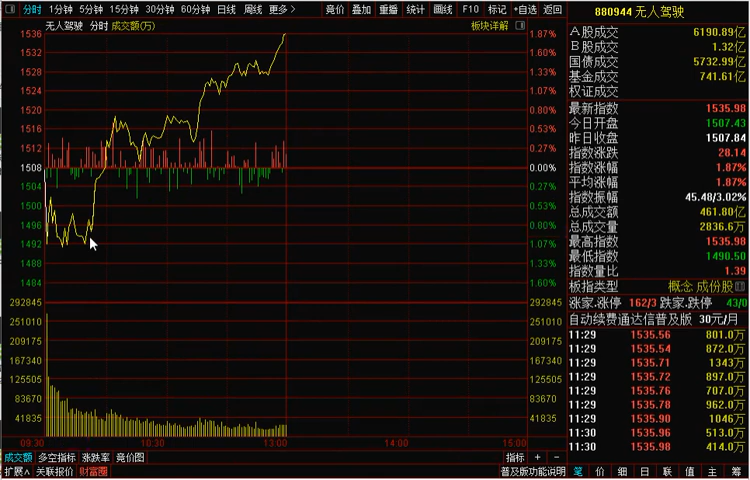 分时 1分钟 5分钟 15分钟 30分钟 60分钟 日线 周线 更多 > 竞价 叠加 重播 统计 画线 F10 标记 +自选 返回
880944 无人驾驶
无人驾驶 分时 成交额(万) 板块详解
1536 1.87%
1532 1.60%
1528 1.33%
1524 1.07%
1520 0.80%
1516 0.53%
1512 0.27%
1508 0.00%
1504 0.27%
1500 0.53%
1496 0.80%
1492 1.07%
1488 1.33%
1484 1.60%
292845 292845
251010 251010
209175 209175
167340 167340
125505 125505
83670 83670
41835 41835
09:30 10:30 13:00 14:00 15:00
成交额 多空指标 涨跌率 竞价图 指标 + -
扩展∧ 关联报价 财富圈 普及版功能说明
A股成交 6190.89亿
B股成交 1.32亿
国债成交 5732.99亿
基金成交 741.61亿
权证成交
最新指数 1535.98
今日开盘 1507.43
昨日收盘 1507.84
指数涨跌 28.14
指数涨幅 1.87%
平均涨幅 1.87%
指数振幅 45.48/3.02%
总成交额 461.80亿
总成交量 2836.6万
最高指数 1535.98
最低指数 1490.50
指数量比 1.39
板指类型 概念 成份股
涨家.涨停 162/3 跌家.跌停 43/0
自动续费通达信普及版 30元/月
11:29 1535.56 801.0万
11:29 1535.54 872.0万
11:29 1535.71 1343万
11:29 1535.72 897.0万
11:29 1535.76 707.0万
11:29 1535.78 962.0万
11:29 1535.90 1046万
11:30 1535.96 513.0万
11:30 1535.98 414.0万
笔 价 细 日 联 值 主 筹